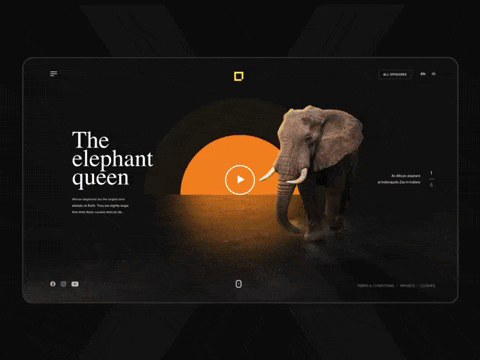 ALL EPISODES
EN
The
elephant
queen
African elephants are the largest land
animals on Earth. They are slightly larger
than their Asian cousins and can be
An African elephant
at Indianapolis Zoo in Indiana
1
TERMS & CONDITIONS
PRIVACY
COOKIES